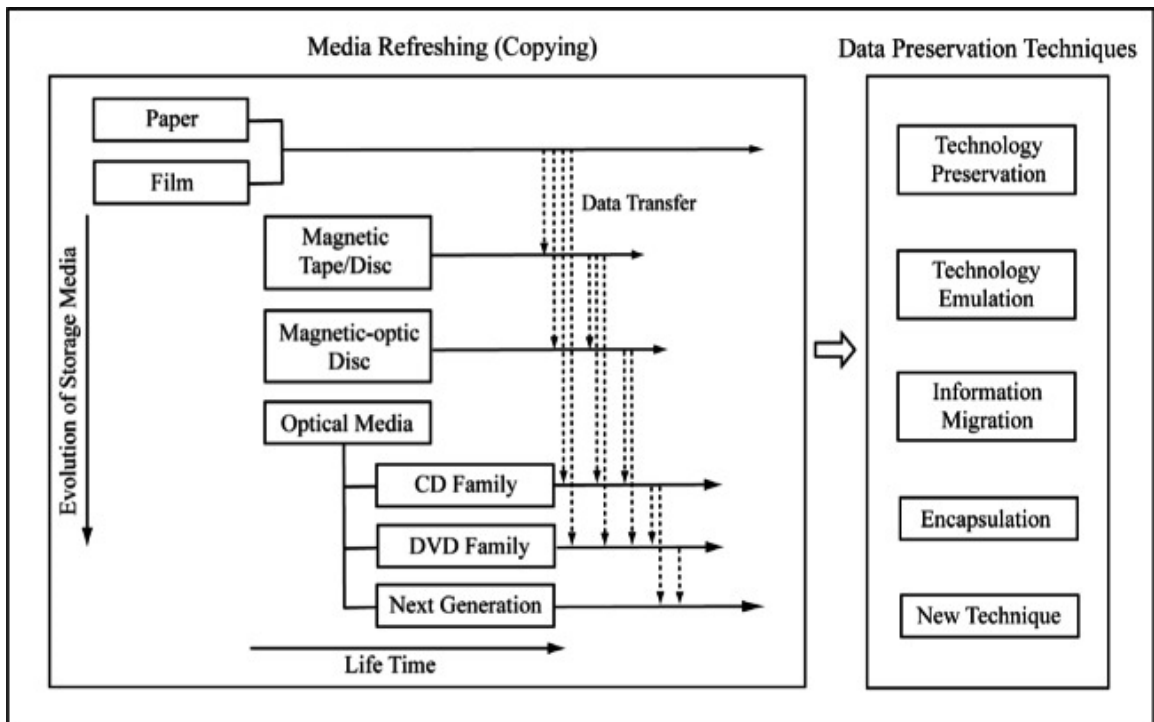 Media Refreshing (Copying)
Paper
Film
Data Transfer
Magnetic
Tape/Disc
Magnetic-optic
Disc
Optical Media
CD Family
DVD Family
Next Generation
Evolution of Storage Media
Life Time
Data Preservation Techniques
Technology
Preservation
Technology
Emulation
Information
Migration
Encapsulation
New Technique